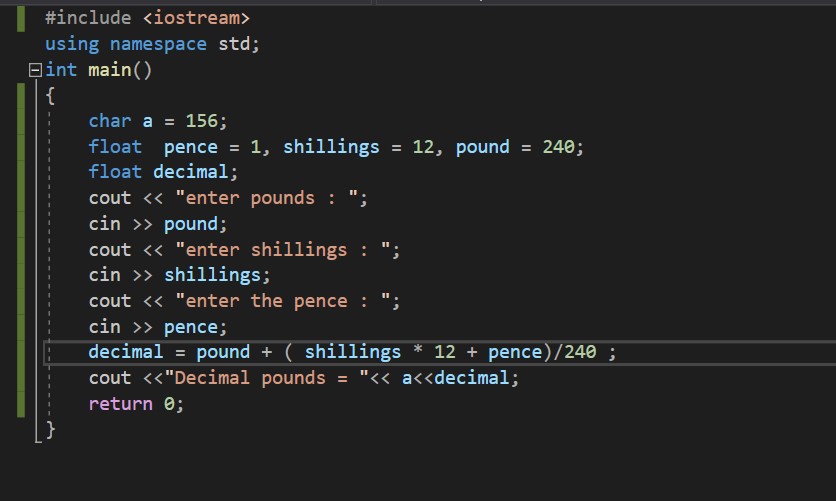 #include <iostream>
using namespace std;
int main()
{
char a = 156;
float  pence = 1, shillings = 12, pound = 240;
float decimal;
cout << "enter pounds : ";
cin >> pound;
cout << "enter shillings : ";
cin >> shillings;
cout << "enter the pence : ";
cin >> pence;
decimal = pound + ( shillings * 12 + pence)/240 ;
cout <<"Decimal pounds = "<< a<<decimal;
return 0;
}